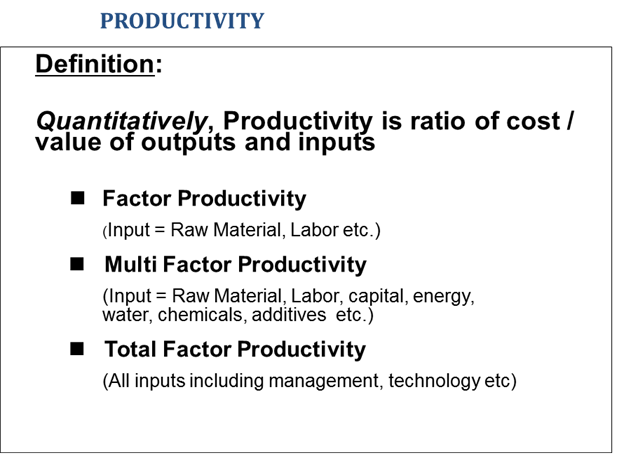 PRODUCTIVITY
Definition:
Quantitatively, Productivity is ratio of cost /
value of outputs and inputs
■ Factor Productivity
(Input = Raw Material, Labor etc.)
■ Multi Factor Productivity
(Input = Raw Material, Labor, capital, energy,
water, chemicals, additives etc.)
■ Total Factor Productivity
(All inputs including management, technology etc)